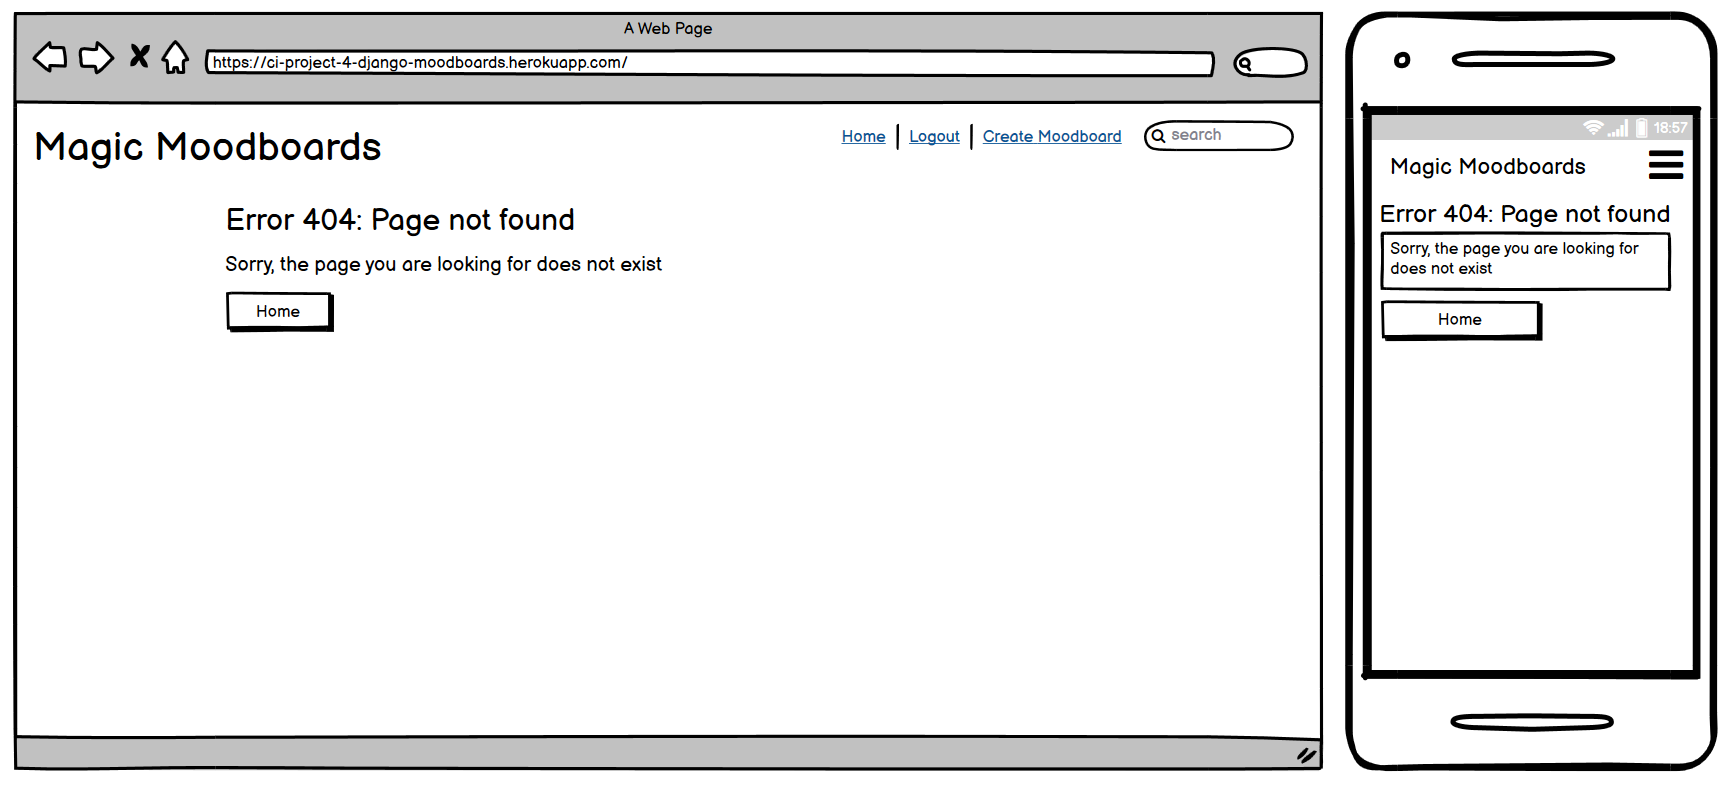 A Web Page
https://ci-project-4-django-moodboards.herokuapp.com/
Magic Moodboards
Home Logout Create Moodboard search
Error 404: Page not found
Sorry, the page you are looking for does not exist
Home
18:57
Magic Moodboards
Error 404: Page not found
Sorry, the page you are looking for
does not exist
Home